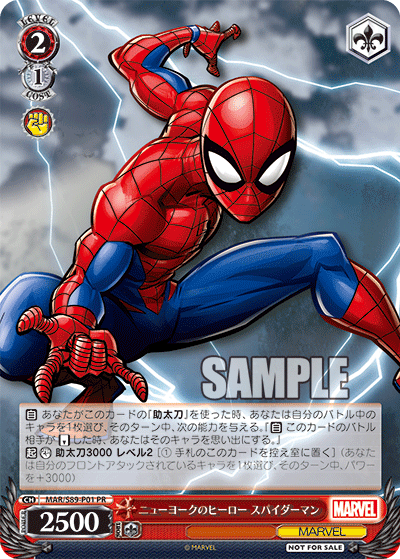 LEVEL
2
1
COST
SAMPLE
自 あなたがこのカードの「助太刀」を使った時、あなたは自分のバトル中の
キャラを1枚選び、そのターン中、次の能力を与える。『自 このカードのバトル
相手が した時、あなたはそのキャラを思い出にする。』
起 助太刀3000 レベル2 [① 手札のこのカードを控え室に置く] (あなたは自
分のフロントアタックされているキャラを1枚選び、そのターン中、パワー
を+3000)
CH MAR/S89-P01 PR
NOT FOR SALE
2500
ニューヨークのヒーロー スパイダーマン
MARVEL
MARVEL
© MARVEL